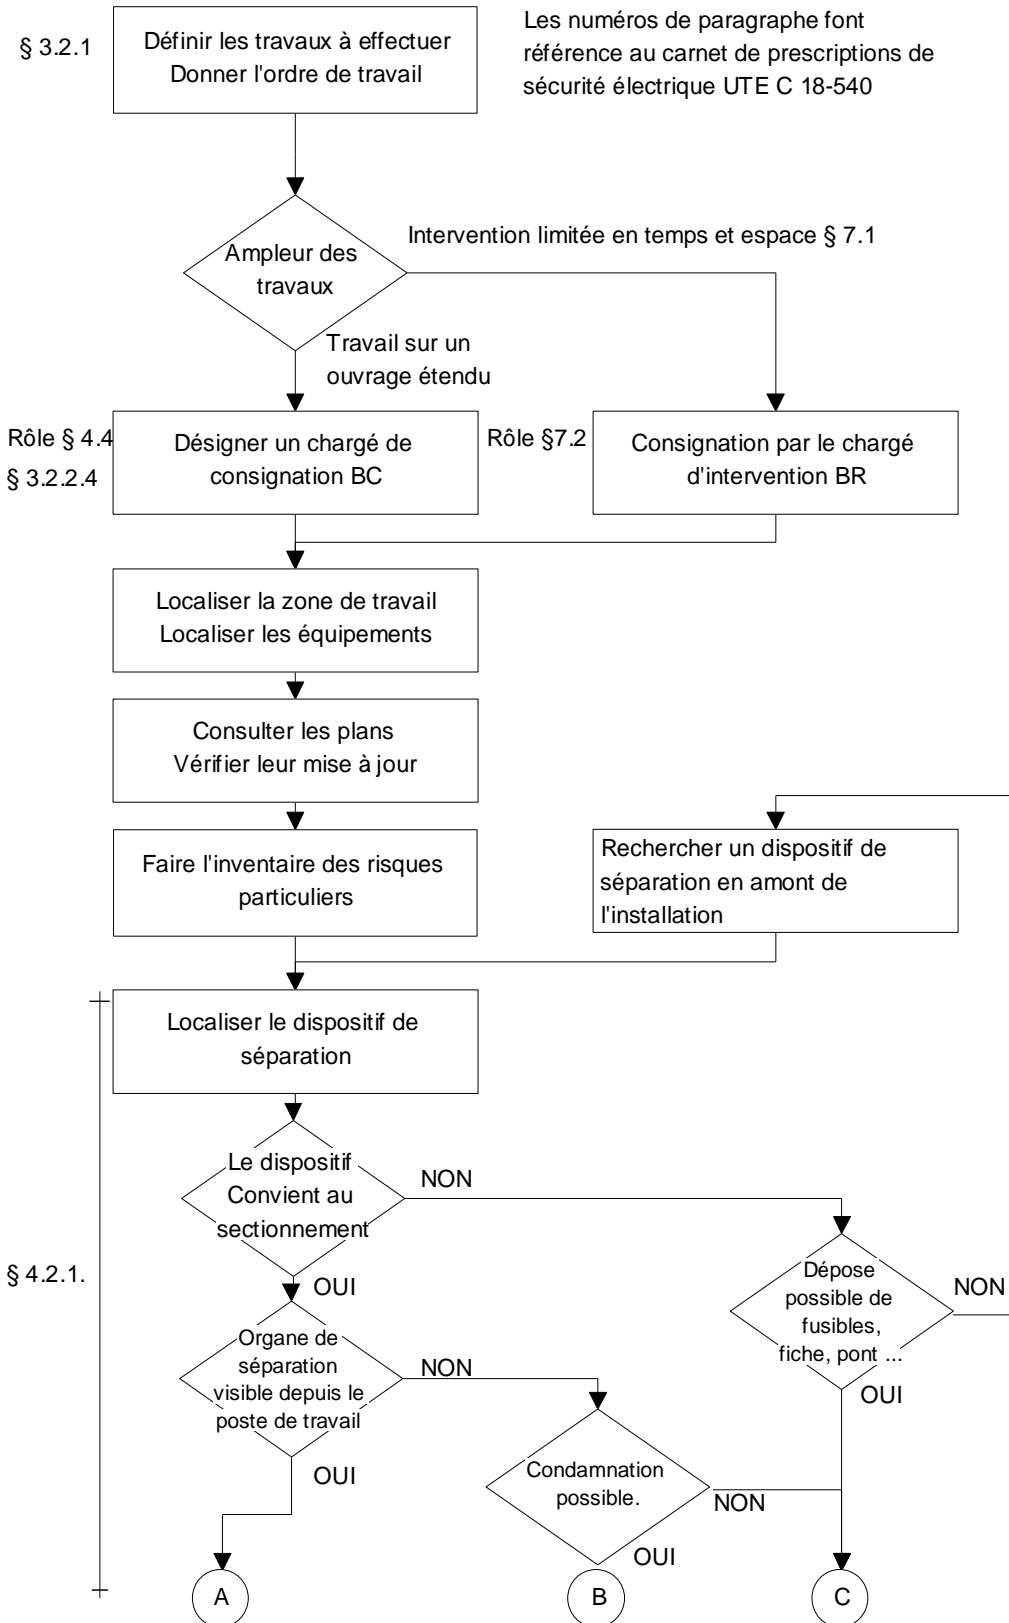 § 3.2.1
Définir les travaux à effectuer
Donner l'ordre de travail
Les numéros de paragraphe font
référence au carnet de prescriptions de
sécurité électrique UTE C 18-540
Ampleur des
travaux
Intervention limitée en temps et espace § 7.1
Travail sur un
ouvrage étendu
Rôle § 4.4
§ 3.2.2.4
Désigner un chargé de
consignation BC
Rôle §7.2
Consignation par le chargé
d'intervention BR
Localiser la zone de travail
Localiser les équipements
Consulter les plans
Vérifier leur mise à jour
Faire l'inventaire des risques
particuliers
Rechercher un dispositif de
séparation en amont de
l'installation
Localiser le dispositif de
séparation
Le dispositif
Convient au
sectionnement
NON
OUI
§ 4.2.1.
Dépose
possible de
fusibles,
fiche, pont ...
NON
OUI
Organe de
séparation
visible depuis le
poste de travail
NON
OUI
Condamnation
possible.
NON
OUI
A
B
C